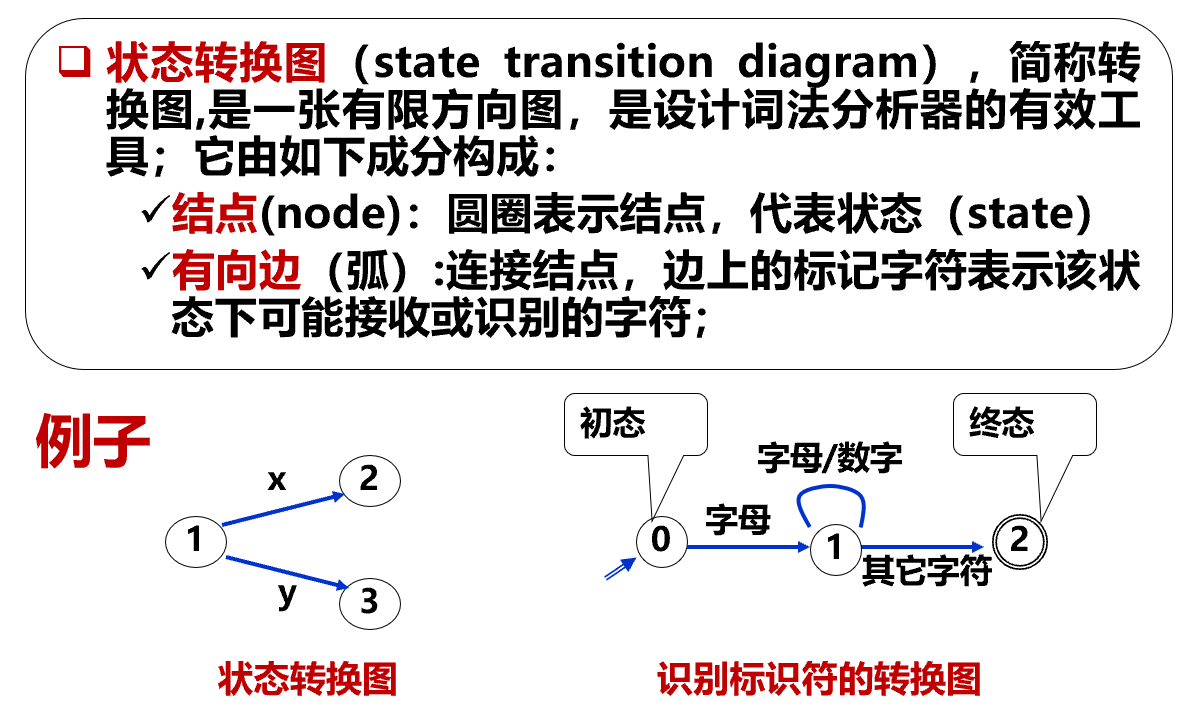 状态转换图（state transition diagram），简称转
换图,是一张有限方向图，是设计词法分析器的有效工
具；它由如下成分构成：
结点(node)：圆圈表示结点，代表状态（state）
有向边（弧）:连接结点，边上的标记字符表示该状
态下可能接收或识别的字符；
例子
初态
终态
字母/数字
x
2
字母
1
0
1
2
其它字符
y
3
状态转换图
识别标识符的转换图